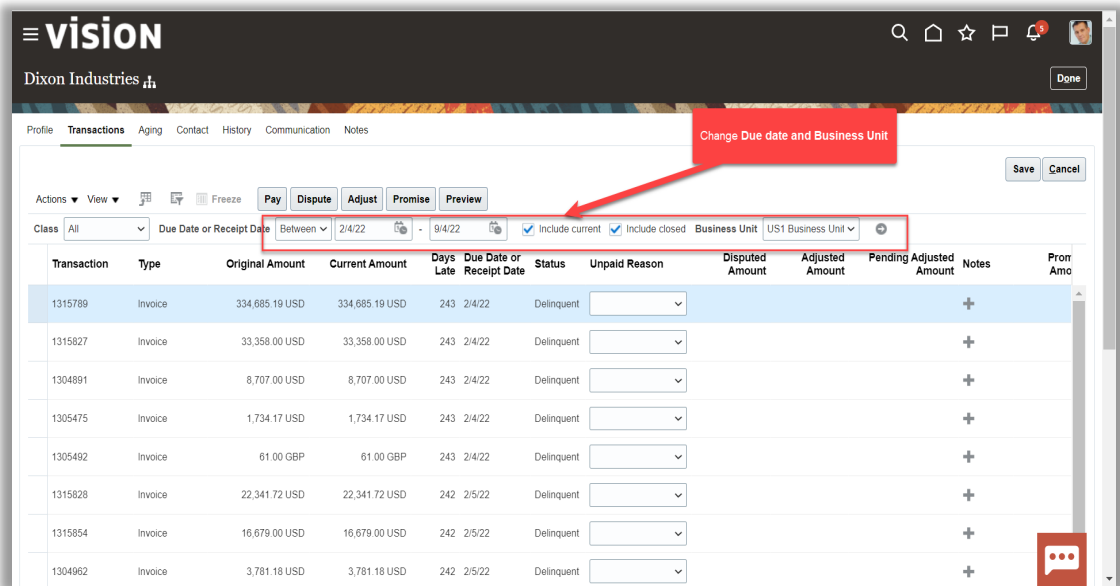 vision
5
Dixon Industries
Done
Profile Transactions Aging Contact History Communication Notes
Change Due date and Business Unit
Save Cancel
Actions View Freeze Pay Dispute Adjust Promise Preview
Class All Due Date or Receipt Date Between 2/4/22 - 9/4/22 Include current Include closed Business Unit US1 Business Unit
Transaction Type Original Amount Current Amount Days Late Due Date or Receipt Date Status Unpaid Reason Disputed Amount Adjusted Amount Pending Adjusted Amount Notes Prom Amo
1315789 Invoice 334,685.19 USD 334,685.19 USD 243 2/4/22 Delinquent
1315827 Invoice 33,358.00 USD 33,358.00 USD 243 2/4/22 Delinquent
1304891 Invoice 8,707.00 USD 8,707.00 USD 243 2/4/22 Delinquent
1305475 Invoice 1,734.17 USD 1,734.17 USD 243 2/4/22 Delinquent
1305492 Invoice 61.00 GBP 61.00 GBP 243 2/4/22 Delinquent
1315828 Invoice 22,341.72 USD 22,341.72 USD 242 2/5/22 Delinquent
1315854 Invoice 16,679.00 USD 16,679.00 USD 242 2/5/22 Delinquent
1304962 Invoice 3,781.18 USD 3,781.18 USD 242 2/5/22 Delinquent